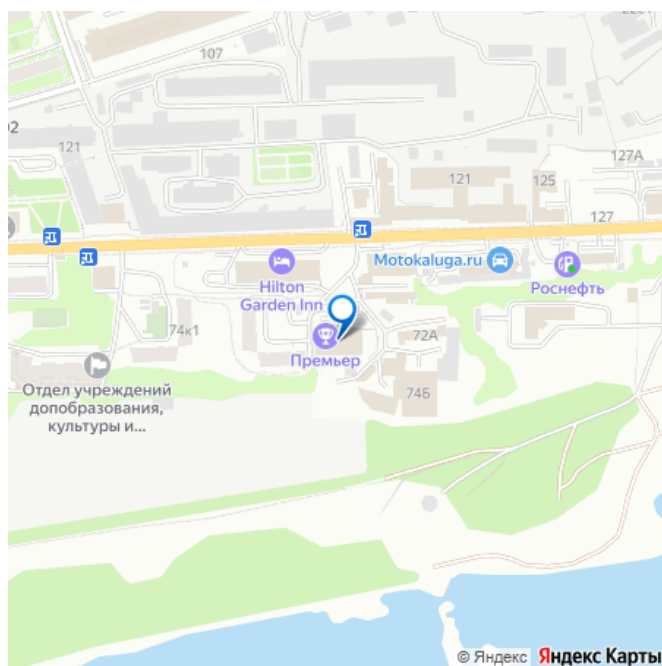 107
02
121
127А
121
125
127
Motokaluga.ru
Hilton
Garden Inn
Роснефть
74к1
Премьер
72А
74Б
Отдел учреждений
допобразования,
культуры и...
© Яндекс Яндекс Карты